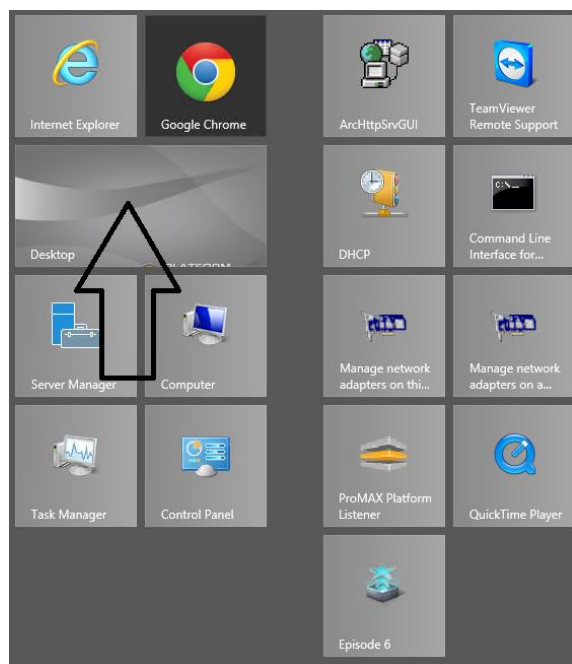 Internet Explorer
Google Chrome
Desktop
PLATFORM
Server Manager
Computer
Task Manager
Control Panel
ArcHttpSrvGUI
TeamViewer
Remote Support
DHCP
C:\_
Command Line
Interface for...
Manage network
adapters on thi...
Manage network
adapters on a...
ProMAX Platform
Listener
QuickTime Player
Episode 6